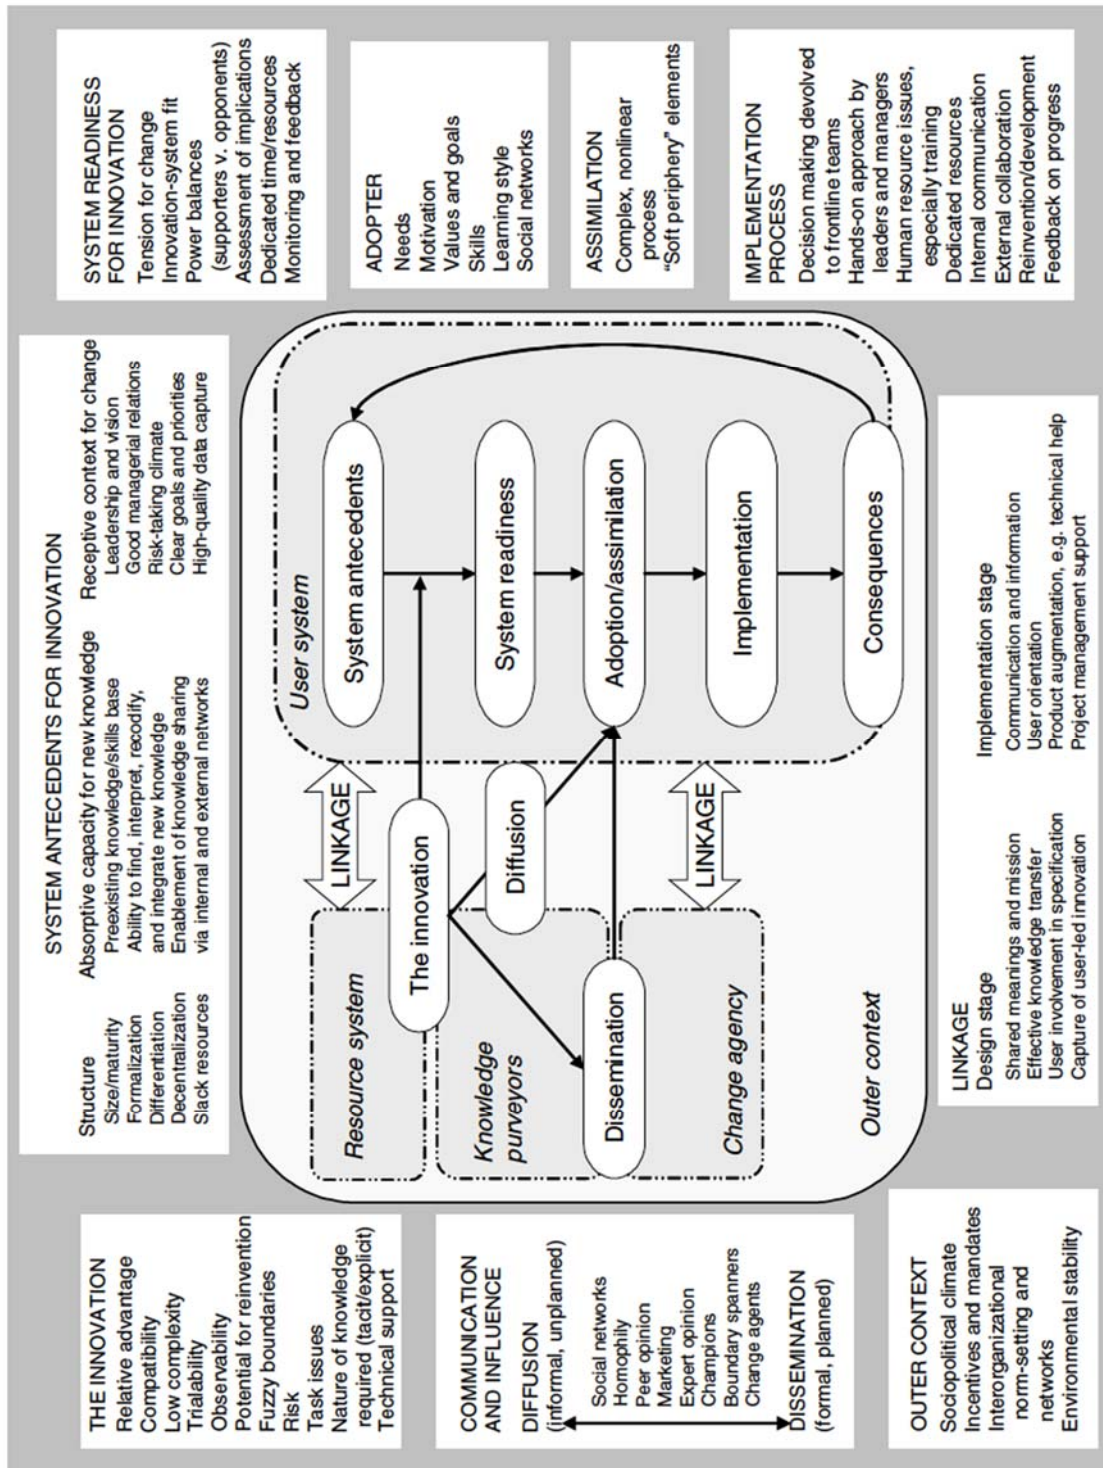 THE INNOVATION
Relative advantage
Compatibility
Low complexity
Trialability
Observability
Potential for reinvention
Fuzzy boundaries
Risk
Task issues
Nature of knowledge
required (tacit/explicit)
Technical support
COMMUNICATION
AND INFLUENCE
DIFFUSION
(informal, unplanned)
Social networks
Homophily
Peer opinion
Marketing
Expert opinion
Champions
Boundary spanners
Change agents
DISSEMINATION
(formal, planned)
OUTER CONTEXT
Sociopolitical climate
Incentives and mandates
Interorganizational
norm-setting and
networks
Environmental stability
SYSTEM ANTECEDENTS FOR INNOVATION
Structure
Size/maturity
Formalization
Differentiation
Decentralization
Slack resources
Absorptive capacity for new knowledge
Preexisting knowledge/skills base
Ability to find, interpret, recodify,
and integrate new knowledge
Enablement of knowledge sharing
via internal and external networks
Receptive context for change
Leadership and vision
Good managerial relations
Risk-taking climate
Clear goals and priorities
High-quality data capture
Resource system
Knowledge
purveyors
Change agency
The innovation
Diffusion
Dissemination
LINKAGE
LINKAGE
Outer context
User system
System antecedents
System readiness
Adoption/assimilation
Implementation
Consequences
LINKAGE
Design stage
Shared meanings and mission
Effective knowledge transfer
User involvement in specification
Capture of user-led innovation
Implementation stage
Communication and information
User orientation
Product augmentation, e.g. technical help
Project management support
SYSTEM READINESS
FOR INNOVATION
Tension for change
Innovation-system fit
Power balances
(supporters v. opponents)
Assessment of implications
Dedicated time/resources
Monitoring and feedback
ADOPTER
Needs
Motivation
Values and goals
Skills
Learning style
Social networks
ASSIMILATION
Complex, nonlinear
process
"Soft periphery" elements
IMPLEMENTATION
PROCESS
Decision making devolved
to frontline teams
Hands-on approach by
leaders and managers
Human resource issues,
especially training
Dedicated resources
Internal communication
External collaboration
Reinvention/development
Feedback on progress